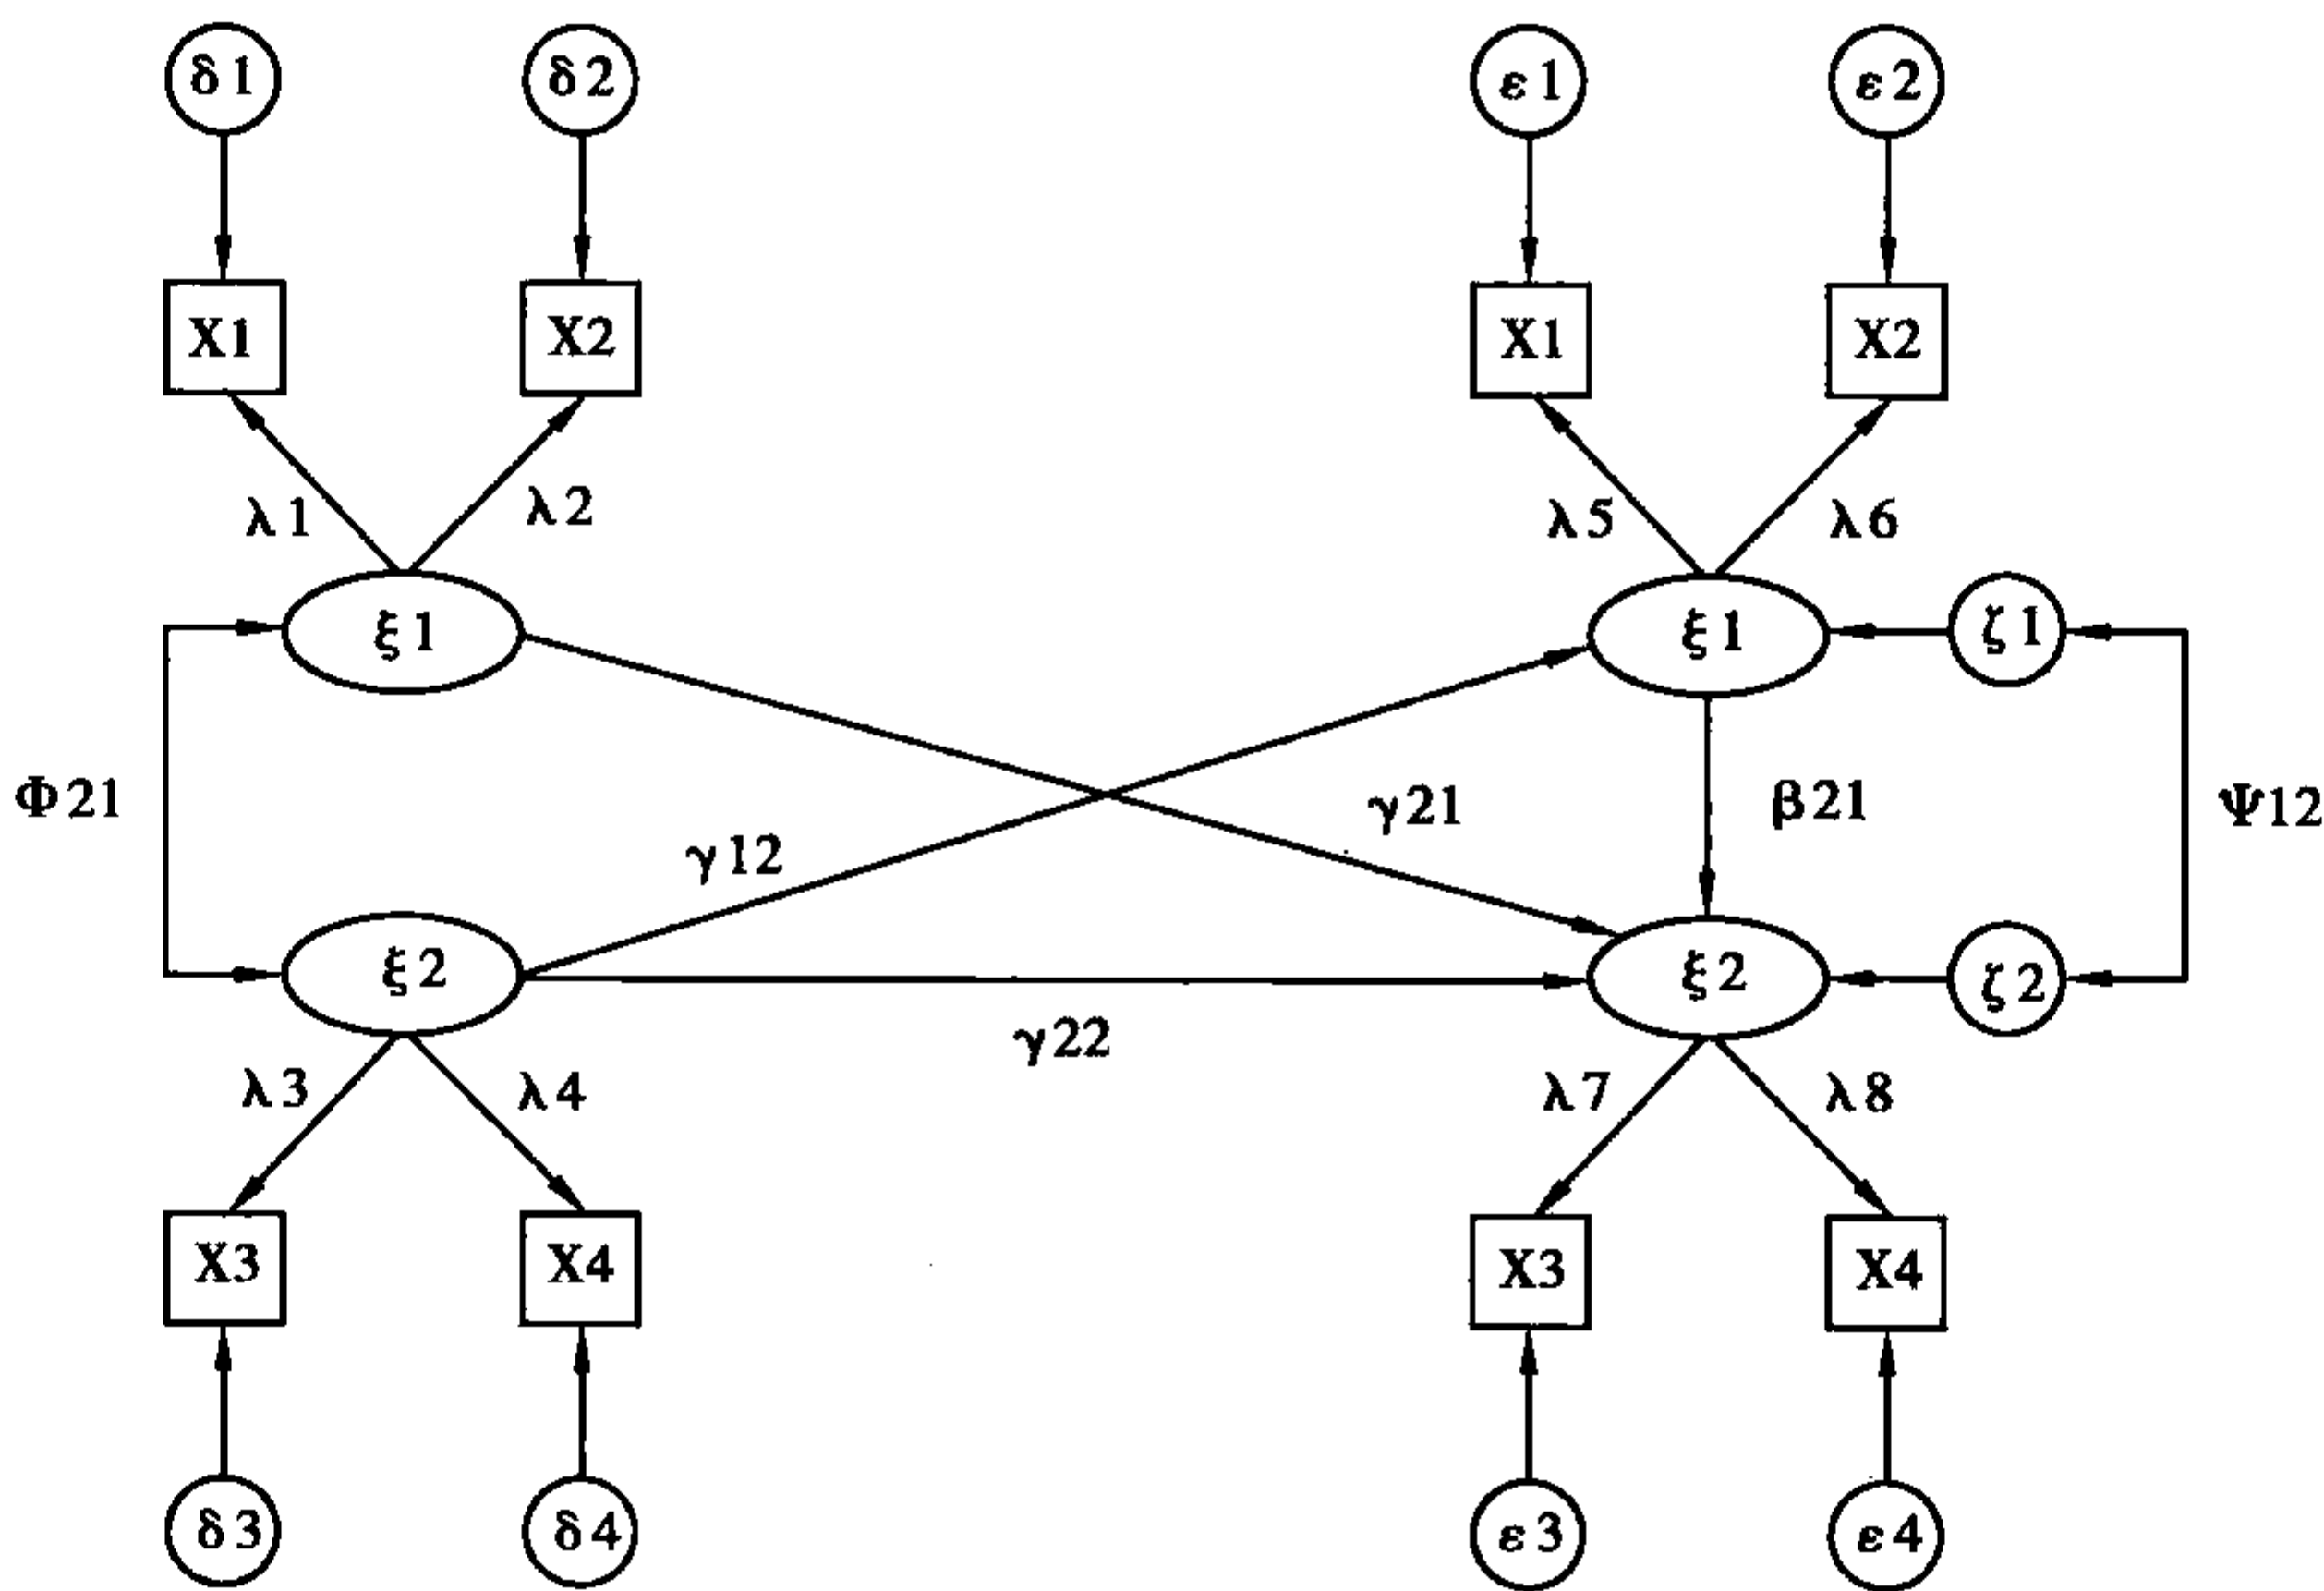 δ1 δ2 ε1 ε2
X1 X2 X1 X2
λ1 λ2 λ5 λ6
ξ1 ξ1 ζ1
Φ21 γ12 γ21 β21 Ψ12
ξ2 ξ2 ζ2
γ22
λ3 λ4 λ7 λ8
X3 X4 X3 X4
δ3 δ4 ε3 ε4